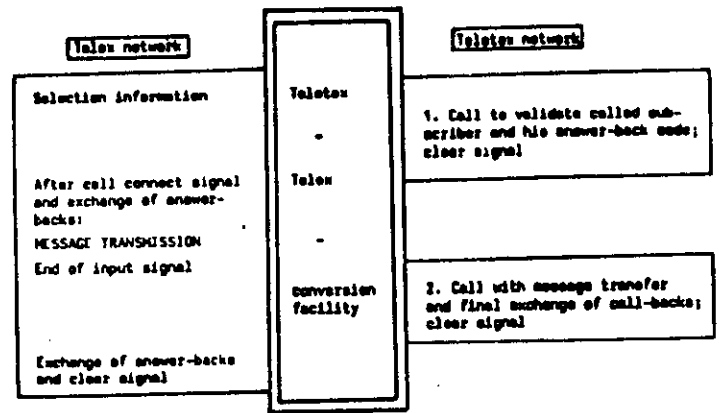 Telex network
Selection information
After call connect signal
and exchange of answer-
backs:
MESSAGE TRANSMISSION
End of input signal
Exchange of answer-backs
and clear signal
Teletex
-
Telex
-
conversion
facility
Teletex network
1. Call to validate called sub-
scriber and his answer-back code;
clear signal
2. Call with message transfer
and final exchange of call-backs;
clear signal